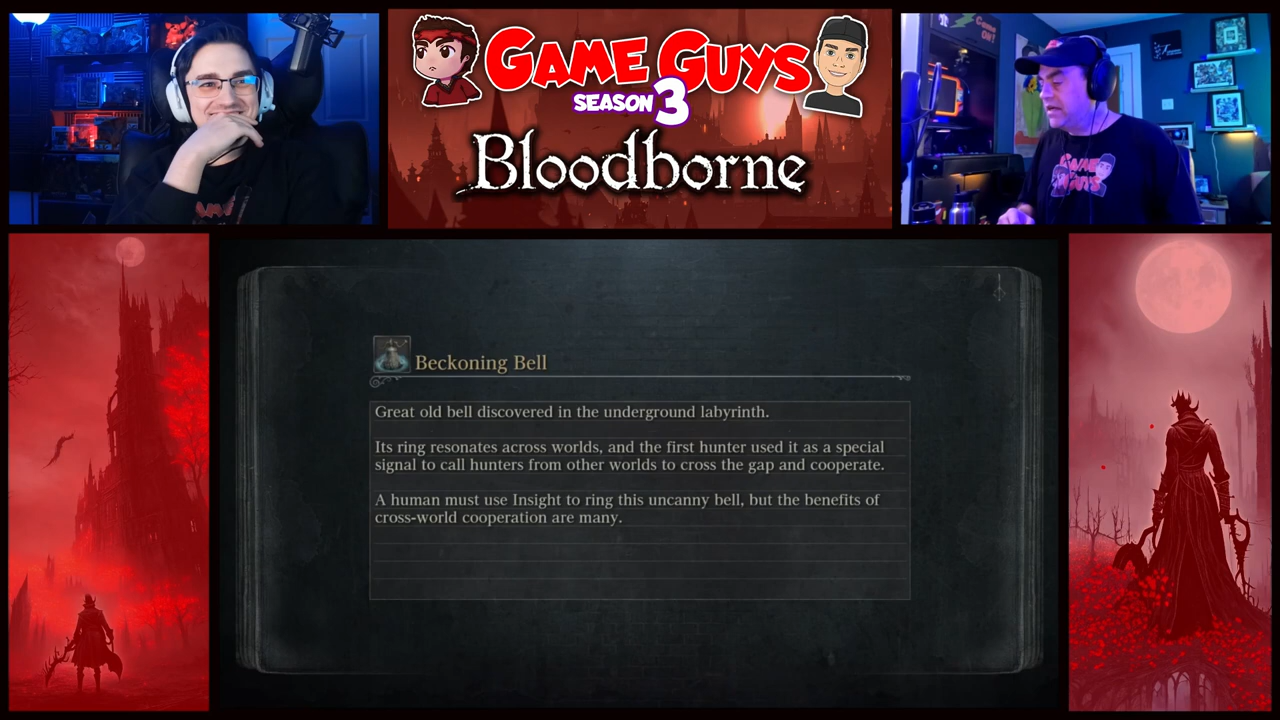 GAME GUYS
SEASON 3
Bloodborne
GAME
GUYS
Beckoning Bell
Great old bell discovered in the underground labyrinth.
Its ring resonates across worlds, and the first hunter used it as a special
signal to call hunters from other worlds to cross the gap and cooperate.
A human must use Insight to ring this uncanny bell, but the benefits of
cross-world cooperation are many.